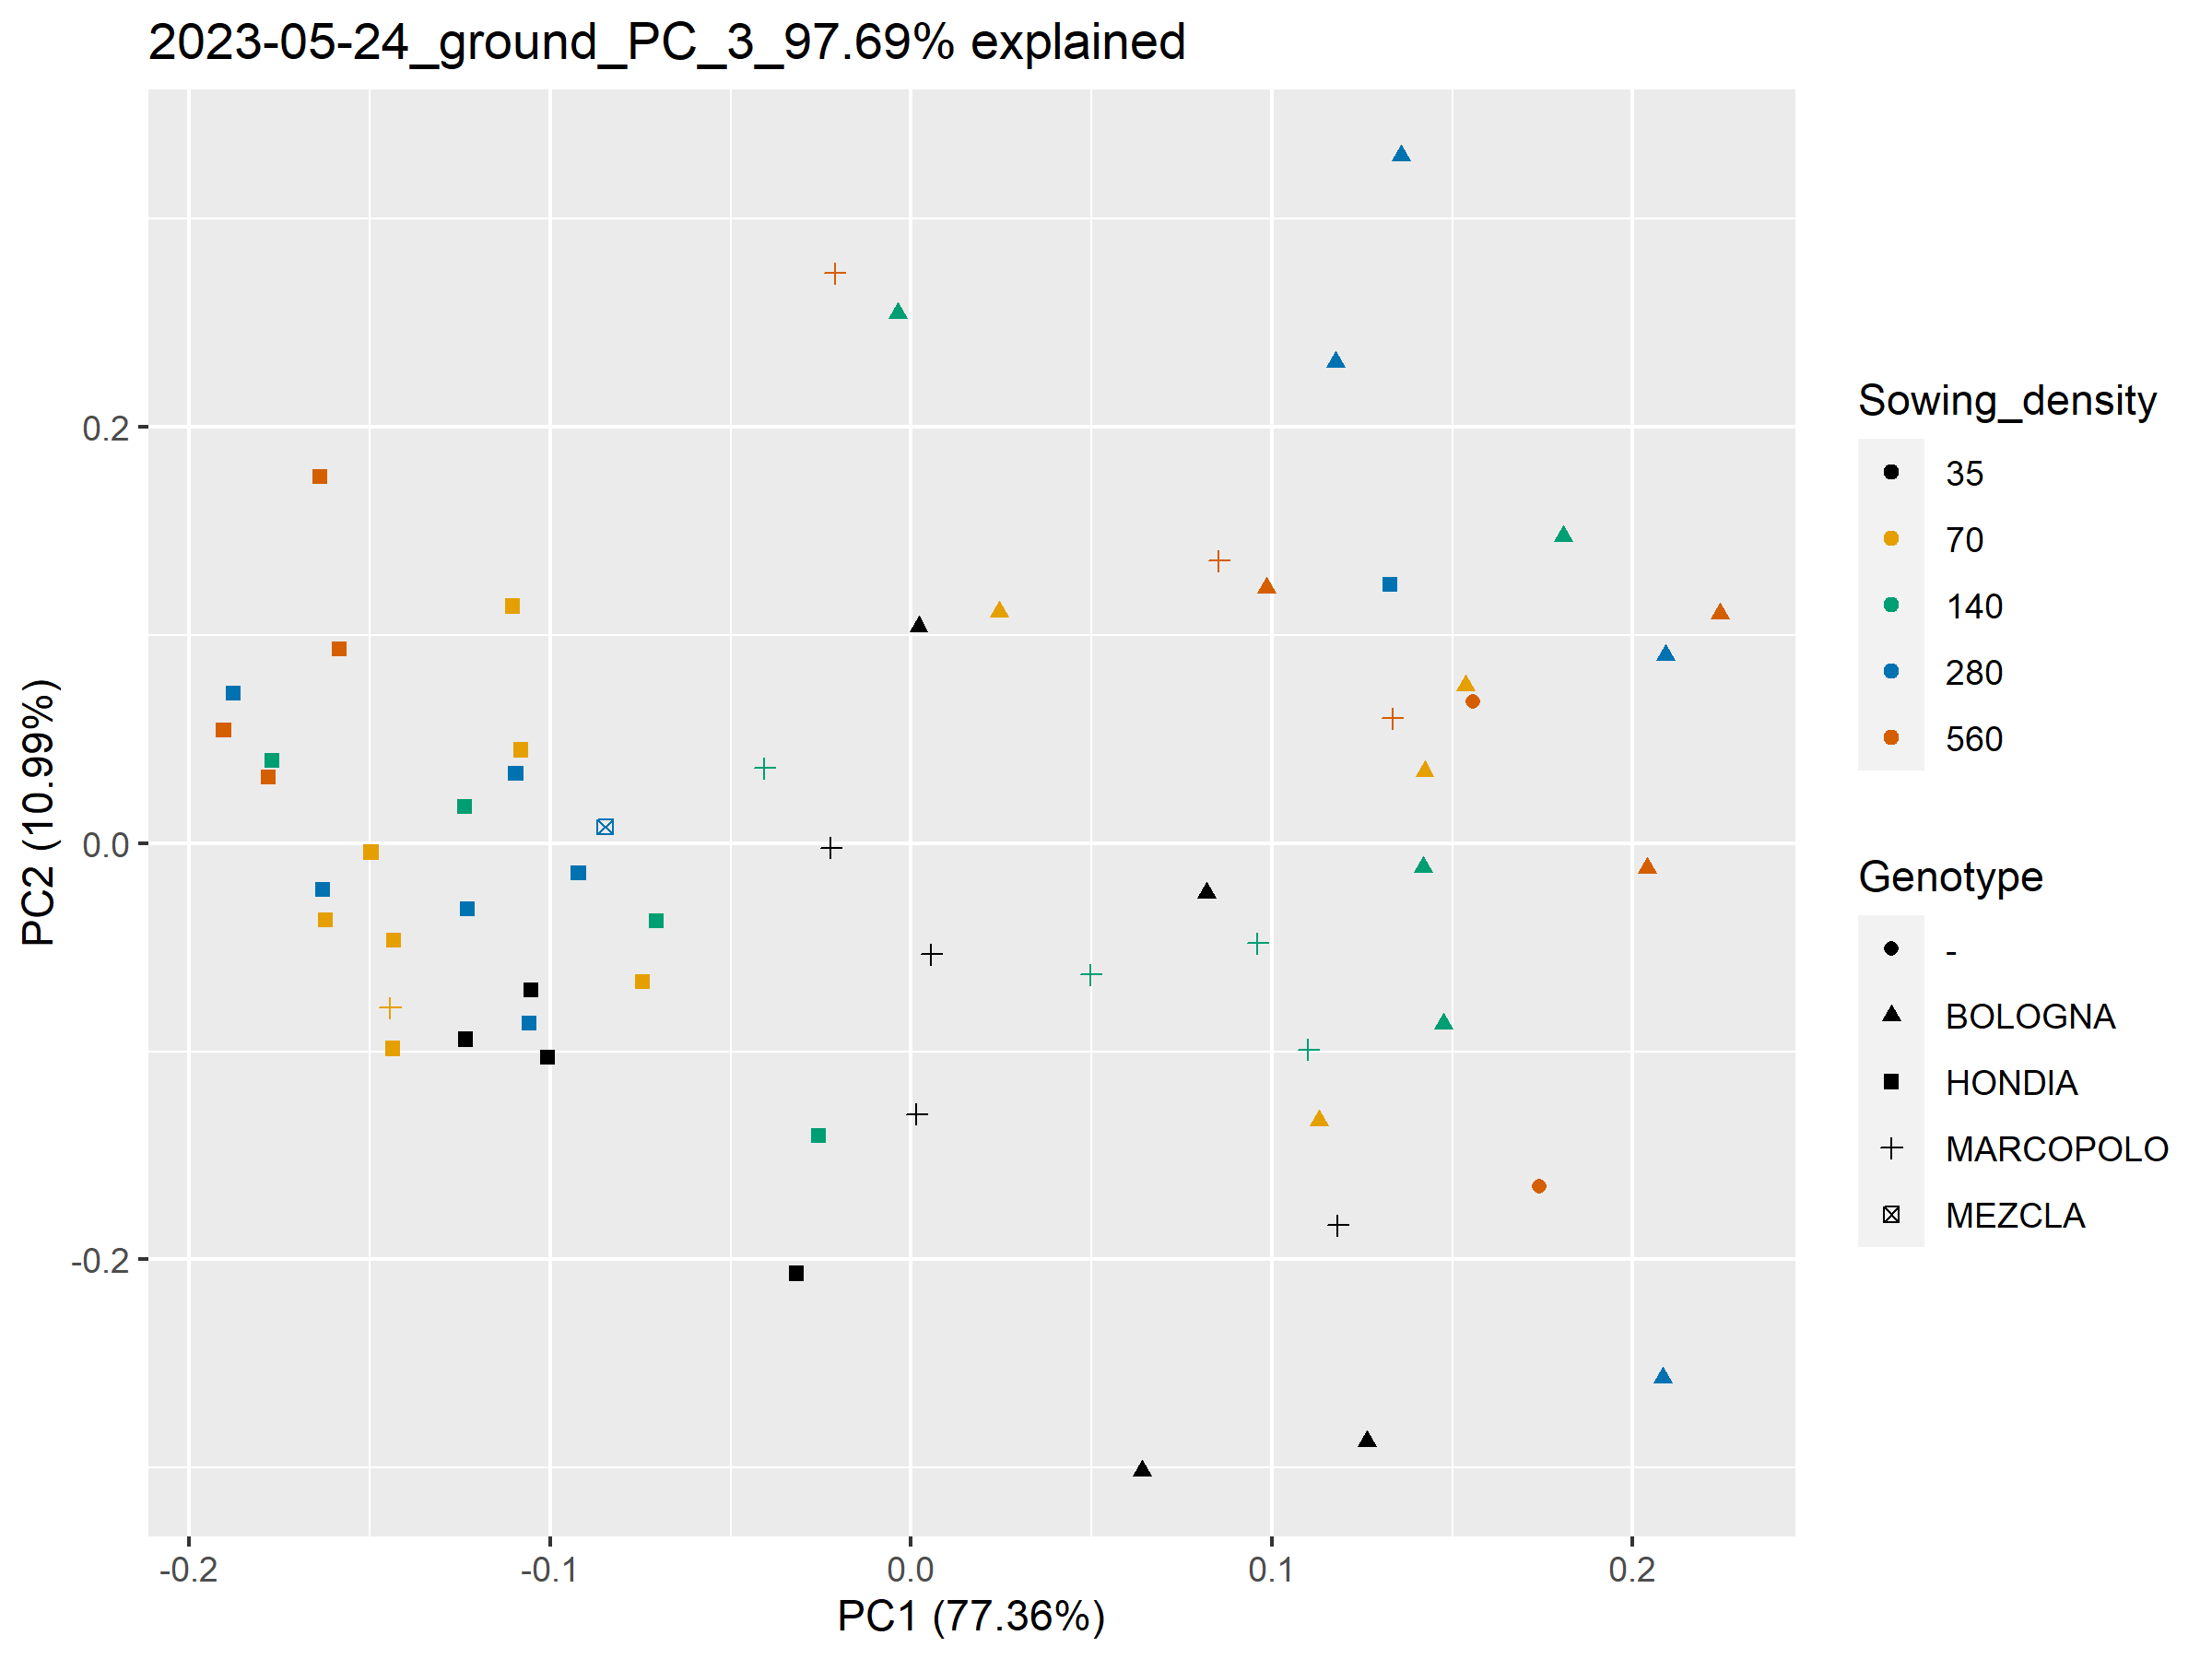 2023-05-24_ground_PC_3_97.69% explained
PC2 (10.99%)
0.2
0.0
-0.2
-0.2
-0.1
0.0
0.1
0.2
PC1 (77.36%)
Sowing_density
35
70
140
280
560
Genotype
-
BOLOGNA
HONDIA
MARCOPOLO
MEZCLA